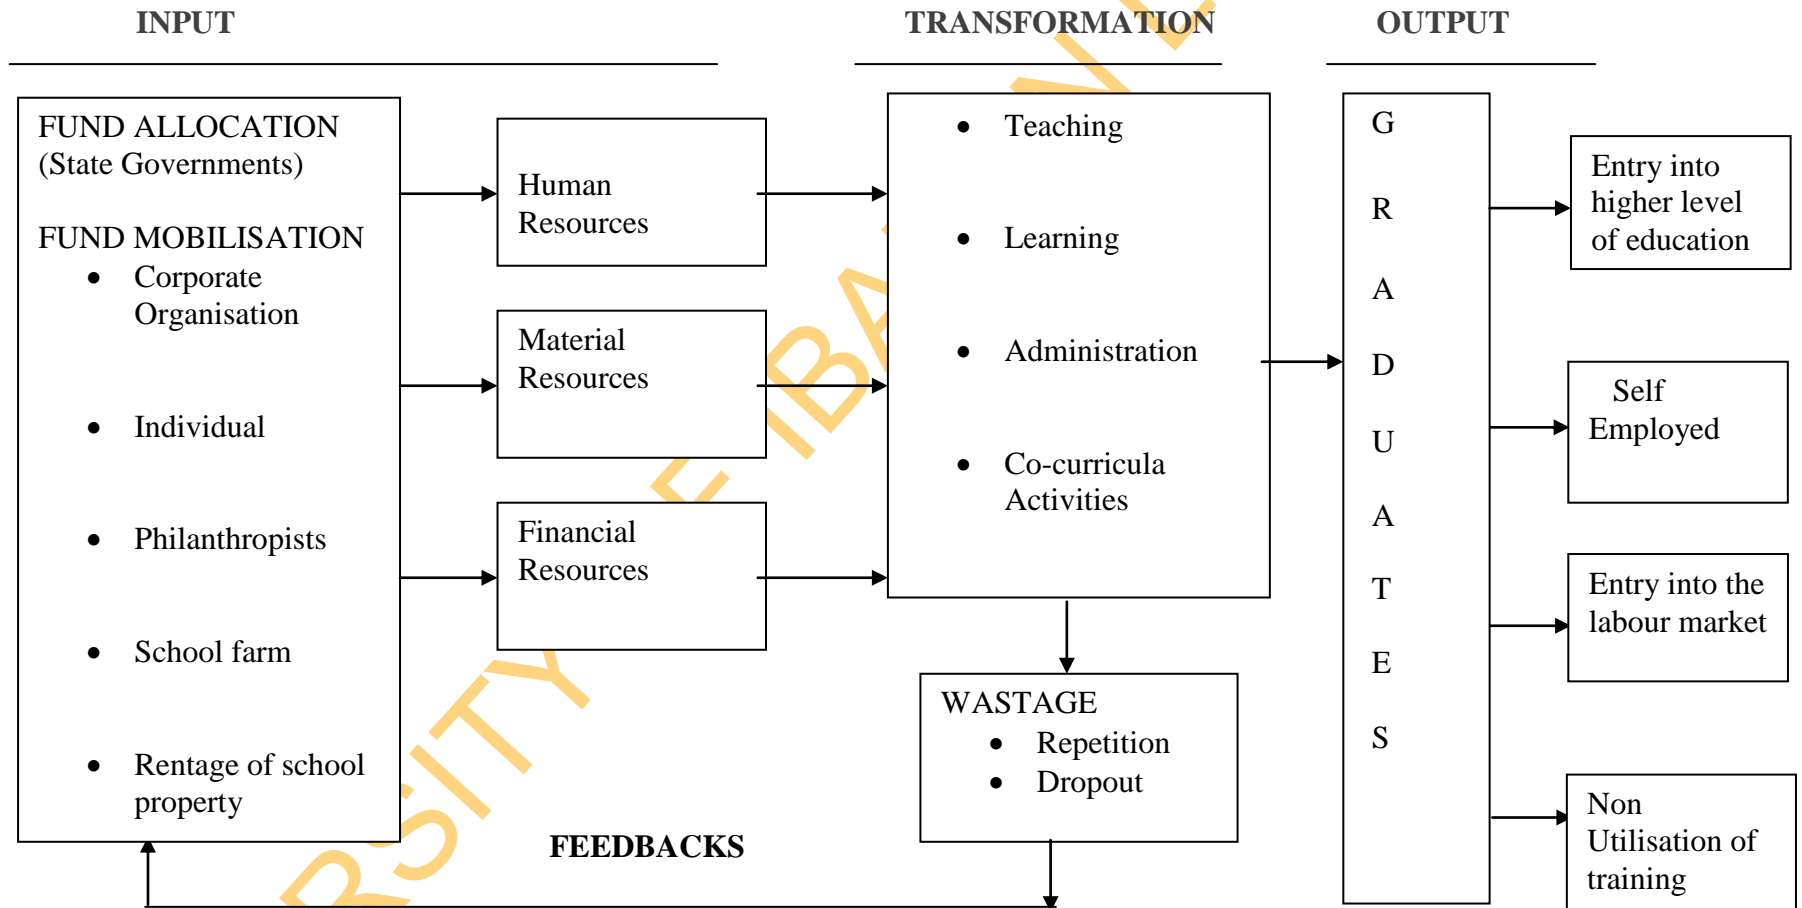 INPUT
TRANSFORMATION
OUTPUT
FUND ALLOCATION
(State Governments)
FUND MOBILISATION
• Corporate
Organisation
• Individual
• Philanthropists
• School farm
• Rentage of school
property
Human
Resources
Material
Resources
Financial
Resources
• Teaching
• Learning
• Administration
• Co-curricula
Activities
WASTAGE
• Repetition
• Dropout
FEEDBACKS
G
R
A
D
U
A
T
E
S
Entry into
higher level
of education
Self
Employed
Entry into the
labour market
Non
Utilisation of
training